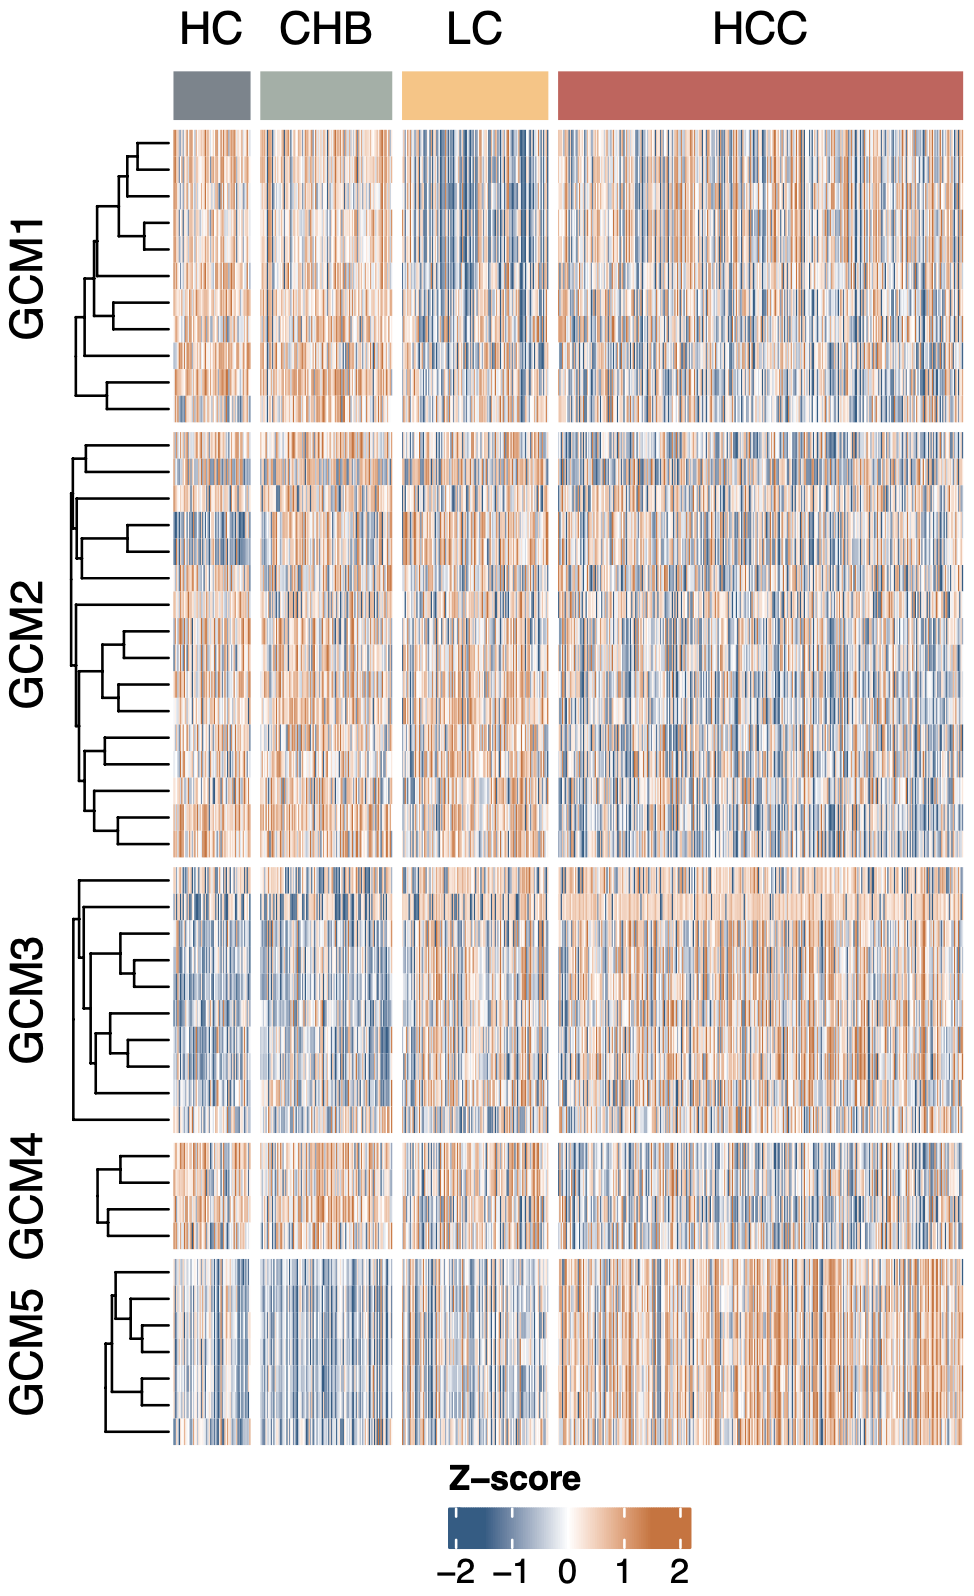 HC CHB LC HCC
GCM1
GCM2
GCM3
GCM4
GCM5
Z-score
−2 −1 0 1 2